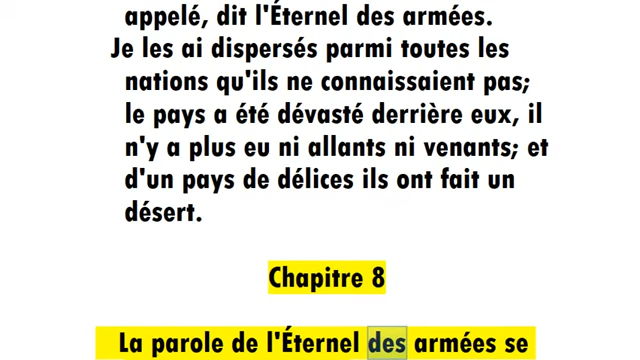 appelé, dit l'Éternel des armées.
Je les ai dispersés parmi toutes les
nations qu'ils ne connaissaient pas;
le pays a été dévasté derrière eux, il
n'y a plus eu ni allants ni venants; et
d'un pays de délices ils ont fait un
désert.
Chapitre 8
La parole de l'Éternel des armées se